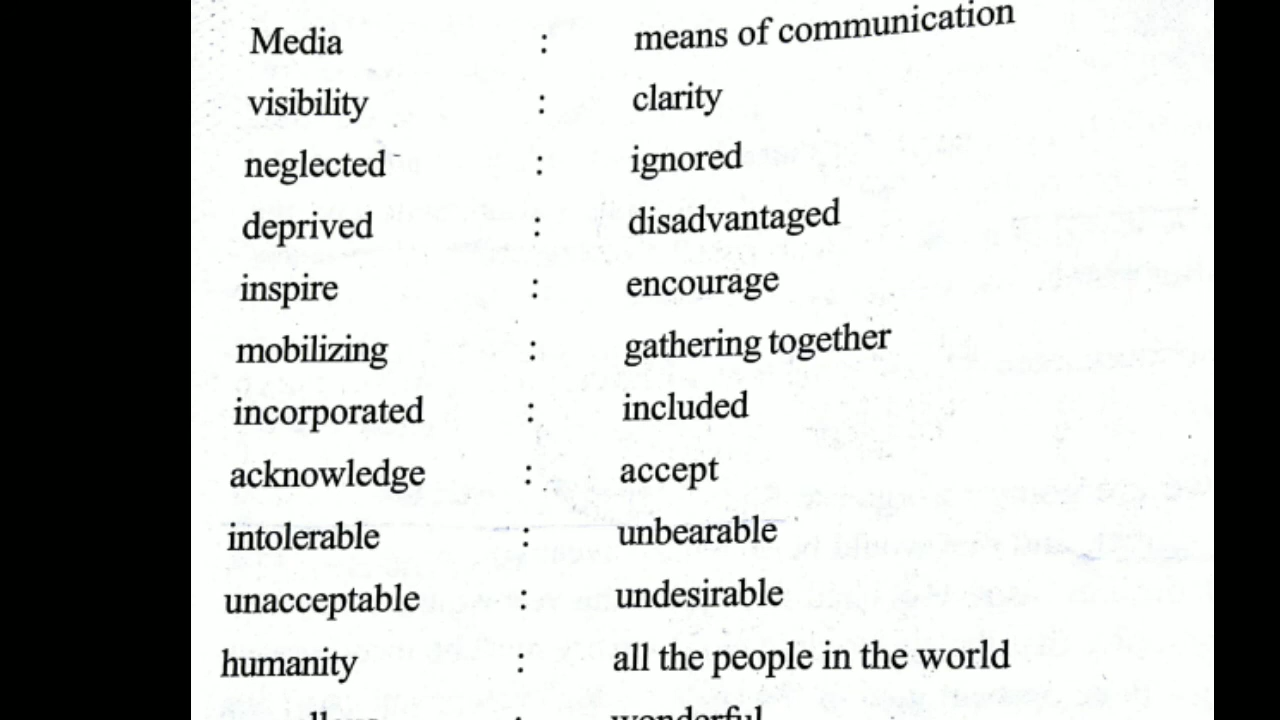 Media : means of communication
visibility : clarity
neglected : ignored
deprived : disadvantaged
inspire : encourage
mobilizing : gathering together
incorporated : included
acknowledge : accept
intolerable : unbearable
unacceptable : undesirable
humanity : all the people in the world
: wonderful